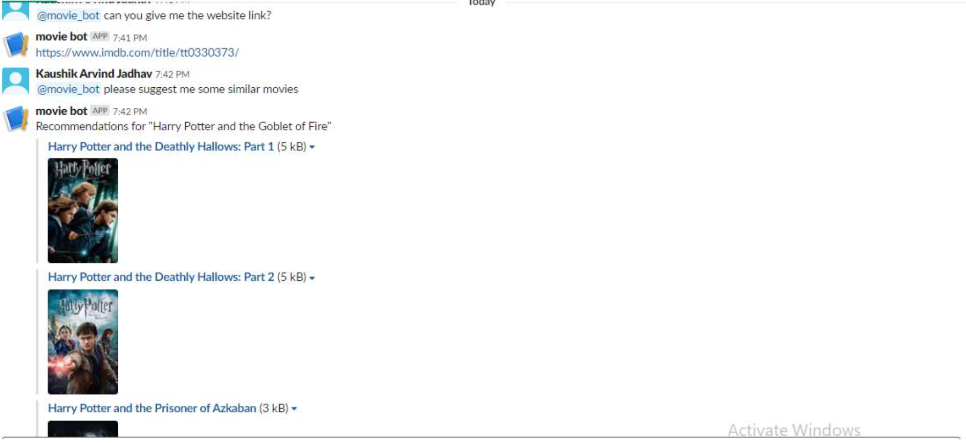 Today
@movie_bot can you give me the website link?
movie bot APP 7:41 PM
https://www.imdb.com/title/tt0330373/
Kaushik Arvind Jadhav 7:42 PM
@movie_bot please suggest me some similar movies
movie bot APP 7:42 PM
Recommendations for "Harry Potter and the Goblet of Fire"
Harry Potter and the Deathly Hallows: Part 1 (5 kB)
Harry Potter
Harry Potter and the Deathly Hallows: Part 2 (5 kB)
Harry Potter
Harry Potter and the Prisoner of Azkaban (3 kB)
Activate Windows